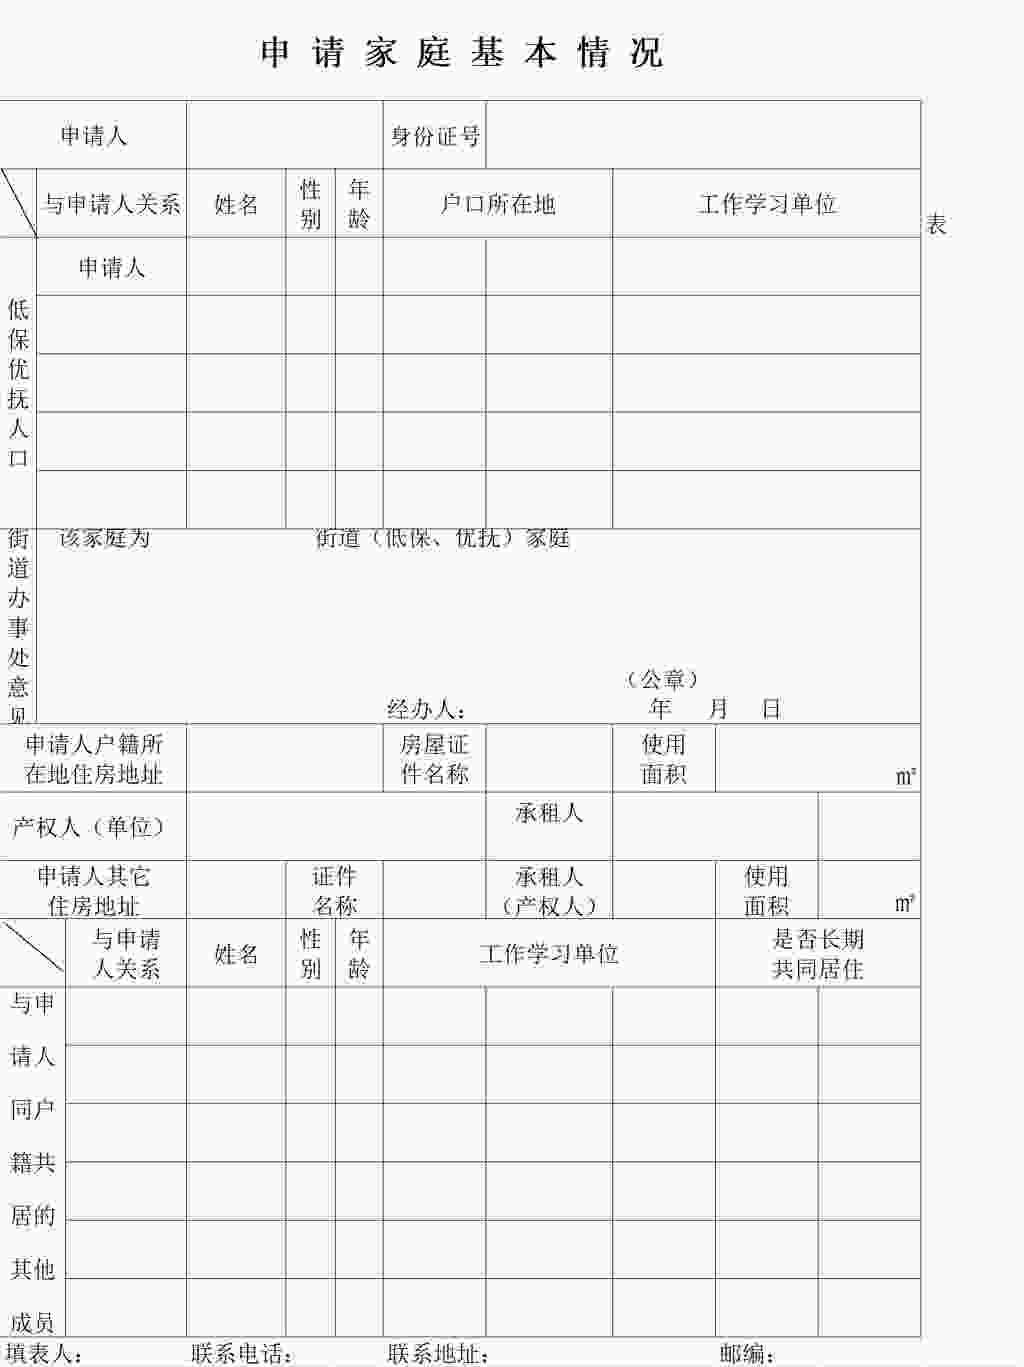 申请家庭基本情况
申请人 身份证号
与申请人关系 姓名 性别 年龄 户口所在地 工作学习单位
表
申请人
低保优抚人口
街道办事处意见
该家庭为 街道（低保、优抚）家庭
（公章）
经办人： 年 月 日
申请人户籍所在地住房地址 房屋证件名称 使用面积 m²
产权人（单位） 承租人
申请人其它住房地址 证件名称 承租人（产权人） 使用面积 m²
与申请人关系 姓名 性别 年龄 工作学习单位 是否长期共同居住
与申请人同户籍共居的其他成员
填表人： 联系电话： 联系地址： 邮编：